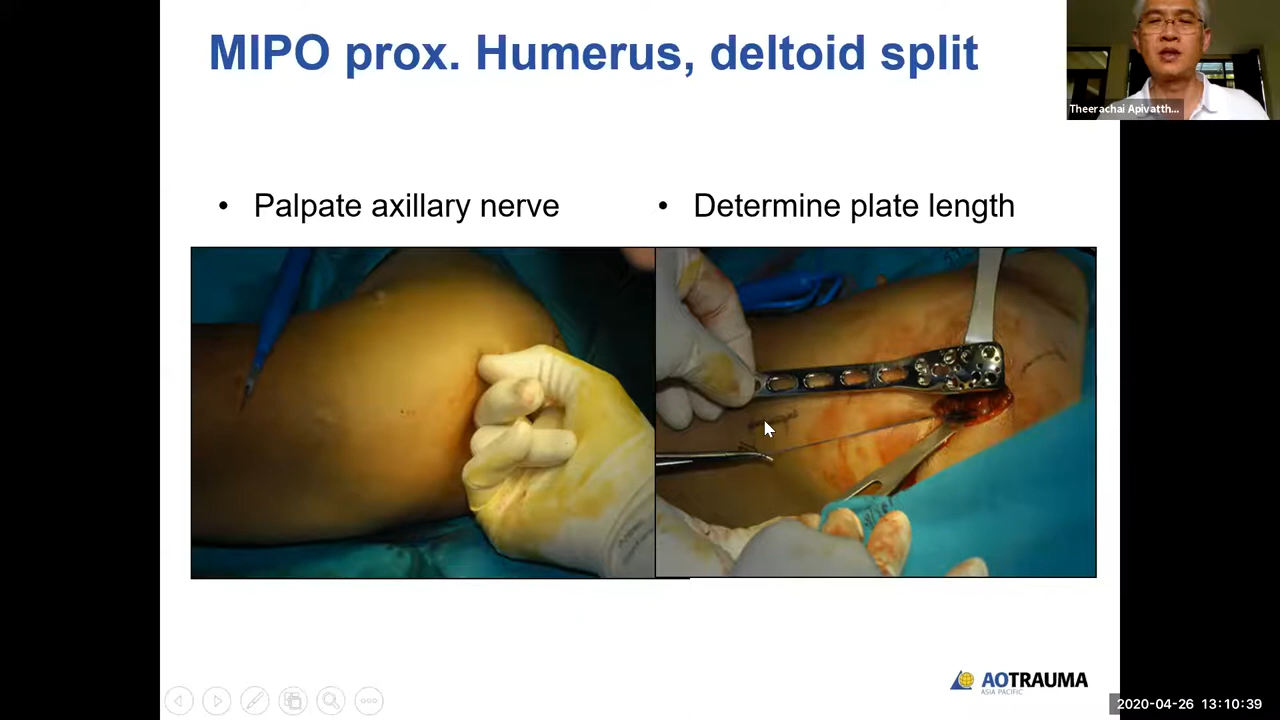 MIPO prox. Humerus, deltoid split
Theerachai Apivatth...
• Palpate axillary nerve
• Determine plate length
AOTRAUMA
ASIA PACIFIC
2020-04-26 13:10:39